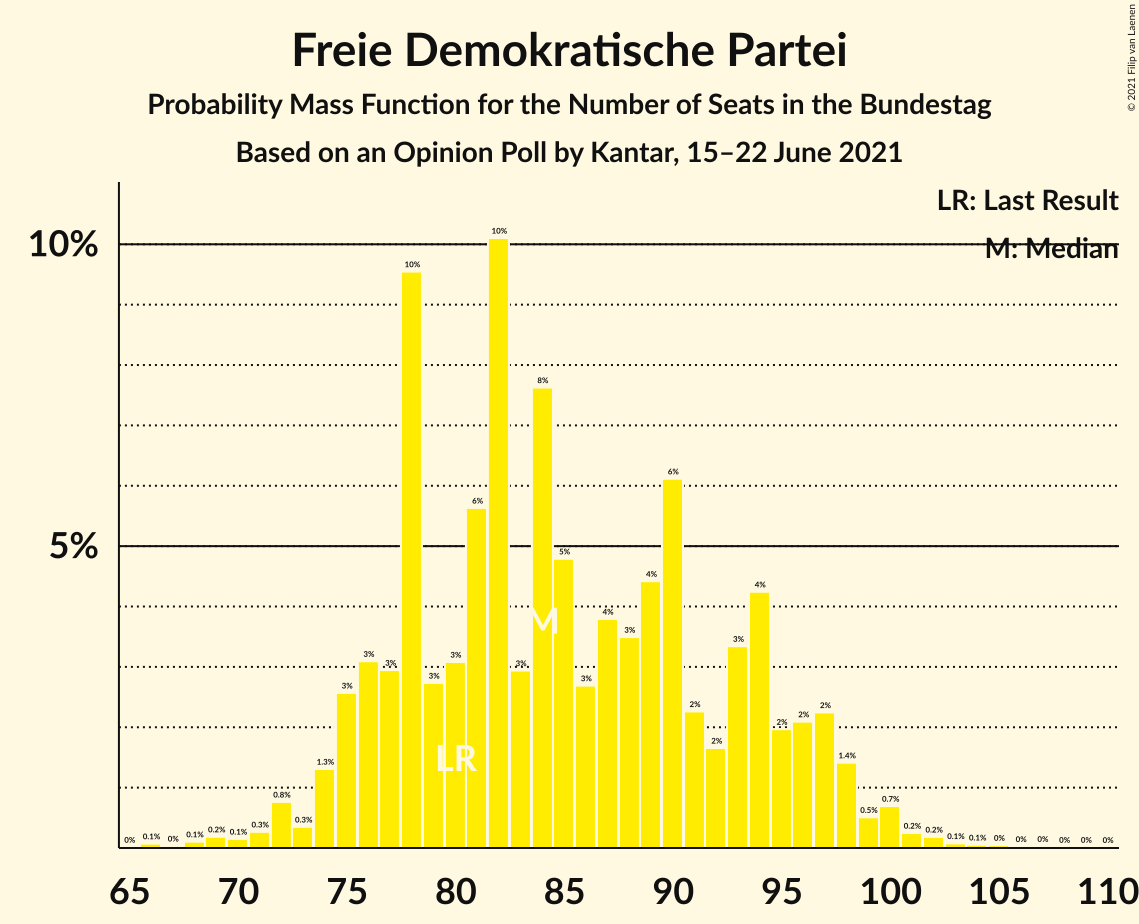 © 2021 Filip van Laenen
Freie Demokratische Partei
Probability Mass Function for the Number of Seats in the Bundestag
Based on an Opinion Poll by Kantar, 15–22 June 2021
LR: Last Result
M: Median
10%
5%
0% 0.1% 0% 0.1% 0.2% 0.1% 0.3% 0.8% 0.3% 1.3% 3% 3% 3% 10% 3% 3% 6% 10% 3% 8% 5% 3% 4% 3% 4% 6% 2% 2% 3% 4% 2% 2% 2% 1.4% 0.5% 0.7% 0.2% 0.2% 0.1% 0.1% 0% 0% 0% 0% 0% 0%
M
LR
65 70 75 80 85 90 95 100 105 110